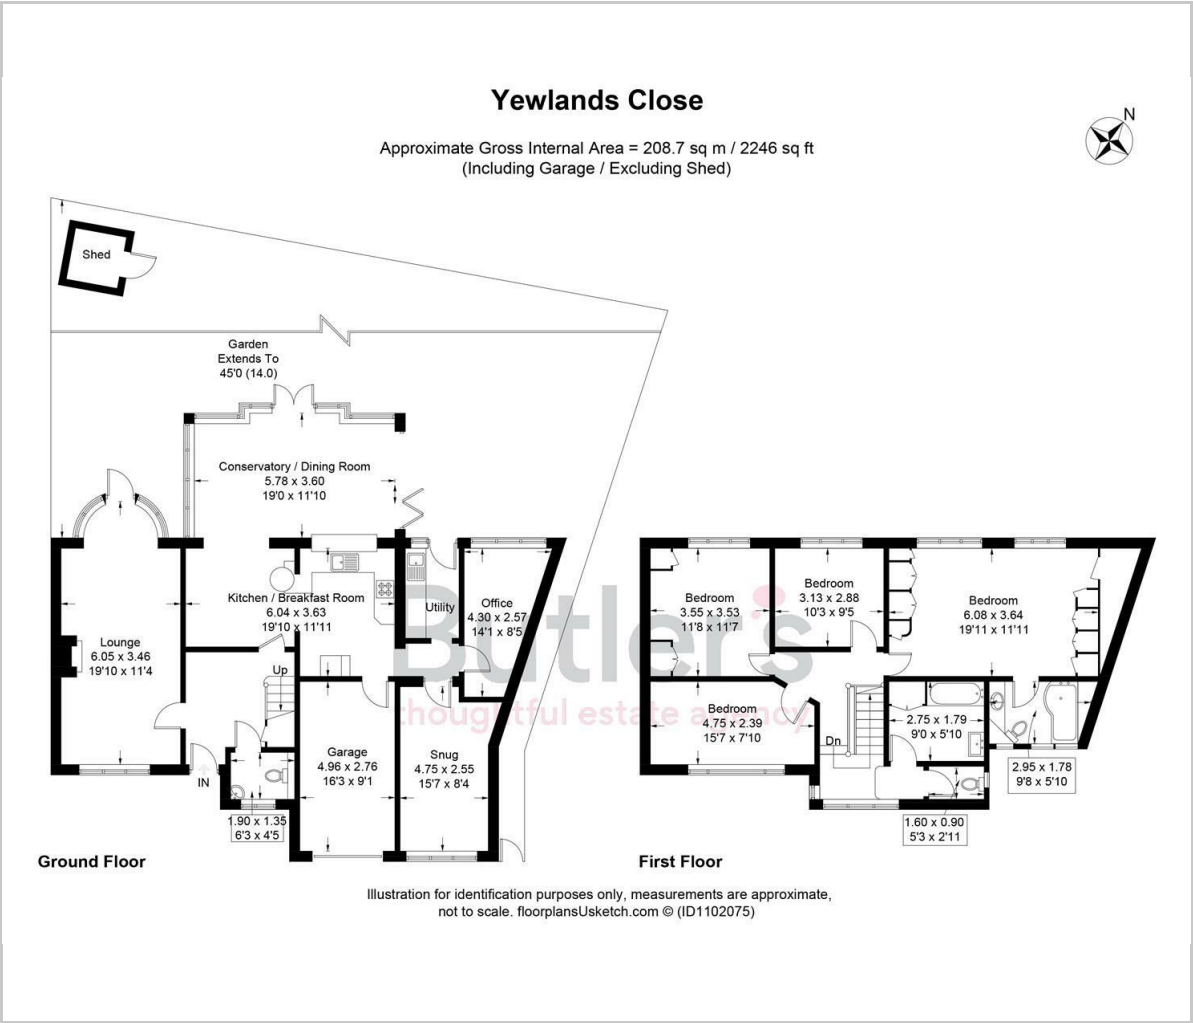 Yewlands Close
Approximate Gross Internal Area = 208.7 sq m / 2246 sq ft
(Including Garage / Excluding Shed)
N
Shed
Garden
Extends To
45'0 (14.0)
Conservatory / Dining Room
5.78 x 3.60
19'0 x 11'10
Kitchen / Breakfast Room
6.04 x 3.63
19'10 x 11'11
Utility
Office
4.30 x 2.57
14'1 x 8'5
Lounge
6.05 x 3.46
19'10 x 11'4
Up
Garage
4.96 x 2.76
16'3 x 9'1
Snug
4.75 x 2.55
15'7 x 8'4
IN
1.90 x 1.35
6'3 x 4'5
Ground Floor
Bedroom
3.55 x 3.53
11'8 x 11'7
Bedroom
3.13 x 2.88
10'3 x 9'5
Bedroom
6.08 x 3.64
19'11 x 11'11
Bedroom
4.75 x 2.39
15'7 x 7'10
Dn
2.75 x 1.79
9'0 x 5'10
2.95 x 1.78
9'8 x 5'10
1.60 x 0.90
5'3 x 2'11
First Floor
Butler's
thoughtful estate agency
Illustration for identification purposes only, measurements are approximate,
not to scale. floorplansUsketch.com © (ID1102075)